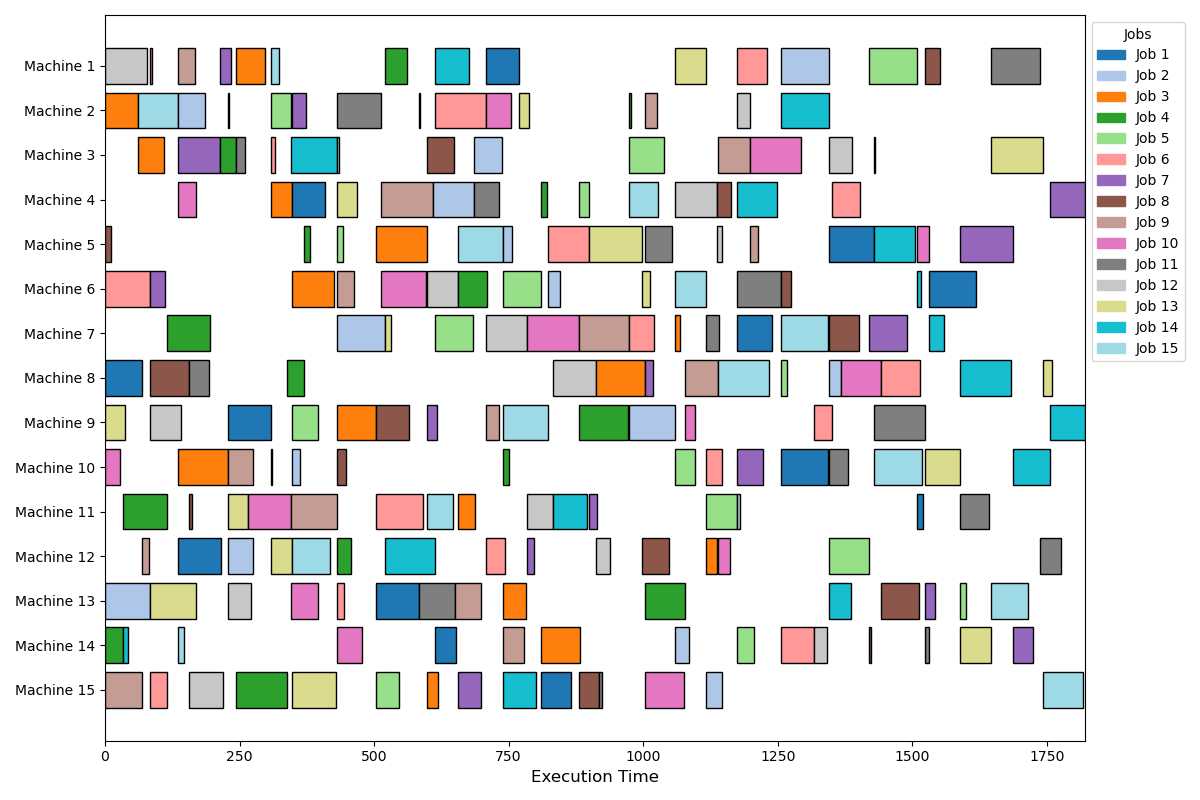 Machine 1
Machine 2
Machine 3
Machine 4
Machine 5
Machine 6
Machine 7
Machine 8
Machine 9
Machine 10
Machine 11
Machine 12
Machine 13
Machine 14
Machine 15
0 250 500 750 1000 1250 1500 1750
Execution Time
Jobs
Job 1
Job 2
Job 3
Job 4
Job 5
Job 6
Job 7
Job 8
Job 9
Job 10
Job 11
Job 12
Job 13
Job 14
Job 15